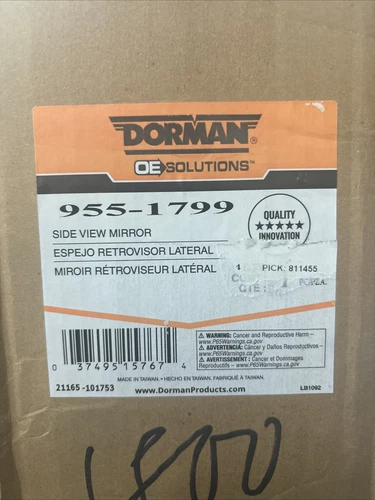 DORMAN®
OE SOLUTIONS™
955-1799
QUALITY
★★★★★
INNOVATION
SIDE VIEW MIRROR
ESPEJO RETROVISOR LATERAL
MIROIR RÉTROVISEUR LATÉRAL
1 PICK: 811455
QTÉ:
⚠ WARNING: Cancer and Reproductive Harm –
www.P65Warnings.ca.gov
⚠ ADVERTENCIA: Cáncer y Daños Reproductivos–
www.P65Warnings.ca.gov
⚠ AVERTISSEMENT: Cancer et Dommages
Reproductifs – www.P65Warnings.ca.gov
0 37495 15767 4
MADE IN TAIWAN. • HECHO EN TAIWAN. FABRIQUÉ À TAIWAN.
21165-101753
www.DormanProducts.com
LB1092